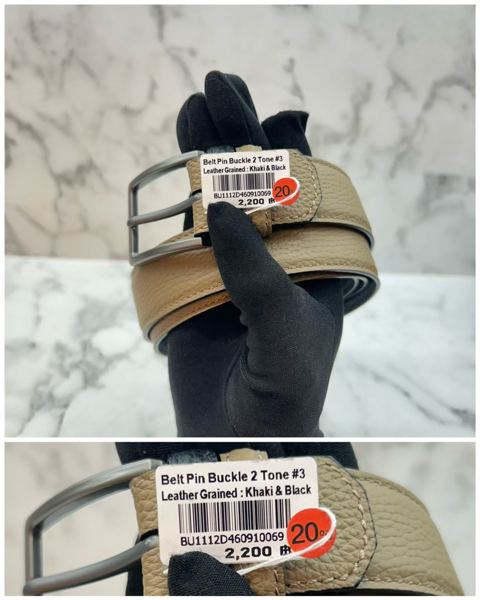 Belt Pin Buckle 2 Tone #3
Leather Grained : Khaki & Black
BU1112D460910069
20
2,200 ฿
Belt Pin Buckle 2 Tone #3
Leather Grained : Khaki & Black
BU1112D460910069
20%
2,200 ฿